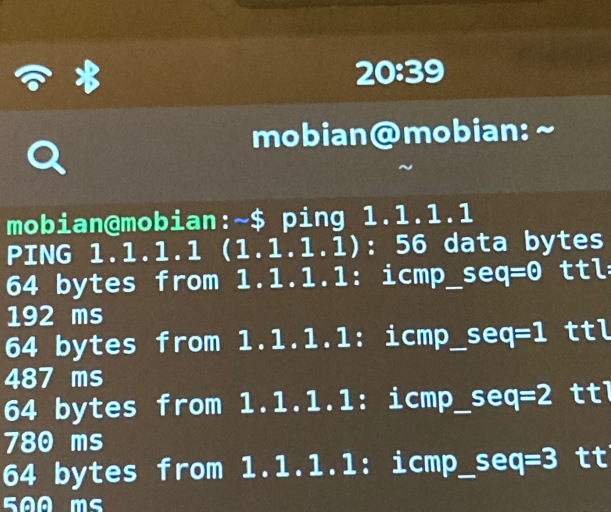 20:39
mobian@mobian: ~
~
mobian@mobian:~$ ping 1.1.1.1
PING 1.1.1.1 (1.1.1.1): 56 data bytes
64 bytes from 1.1.1.1: icmp_seq=0 ttl=
192 ms
64 bytes from 1.1.1.1: icmp_seq=1 ttl
487 ms
64 bytes from 1.1.1.1: icmp_seq=2 ttl
780 ms
64 bytes from 1.1.1.1: icmp_seq=3 tt
500 ms